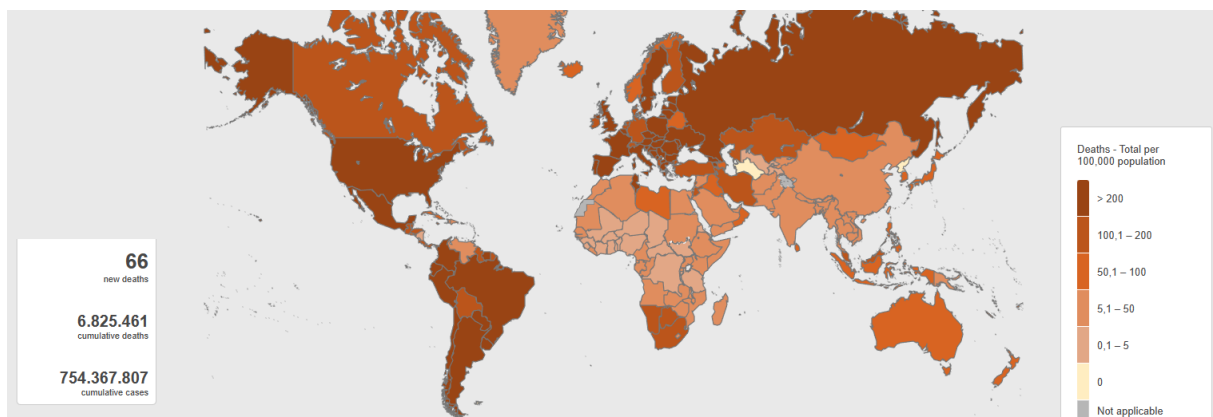 66
new deaths
6.825.461
cumulative deaths
754.367.807
cumulative cases
Deaths - Total per
100,000 population
> 200
100,1 – 200
50,1 – 100
5,1 – 50
0,1 – 5
0
Not applicable